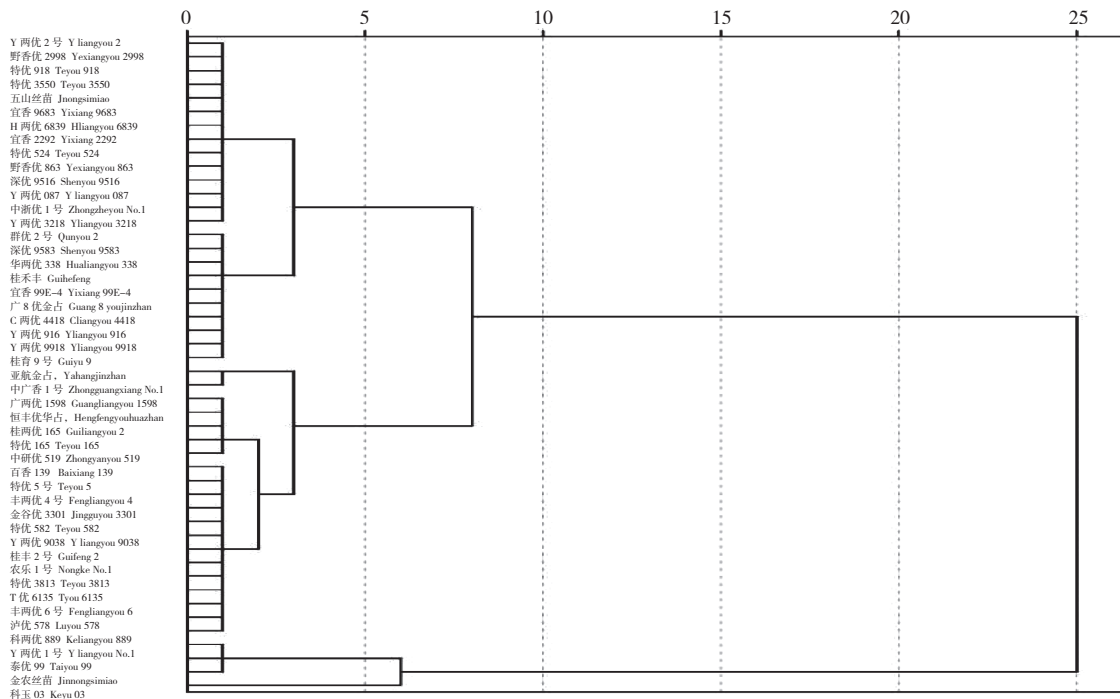 0 5 10 15 20 25
Y 两优 2 号 Y liangyou 2
野香优 2998 Yexiangyou 2998
特优 918 Teyou 918
特优 3550 Teyou 3550
五山丝苗 Jnongsimiao
宜香 9683 Yixiang 9683
H 两优 6839 Hliangyou 6839
宜香 2292 Yixiang 2292
特优 524 Teyou 524
野香优 863 Yexiangyou 863
深优 9516 Shenyou 9516
Y 两优 087 Y liangyou 087
中浙优 1 号 Zhongzheyou No.1
Y 两优 3218 Yliangyou 3218
群优 2 号 Qunyou 2
深优 9583 Shenyou 9583
华两优 338 Hualiangyou 338
桂禾丰 Guihefeng
宜香 99E-4 Yixiang 99E-4
广 8 优金占 Guang 8 youjinzhan
C 两优 4418 Cliangyou 4418
Y 两优 916 Yliangyou 916
Y 两优 9918 Yliangyou 9918
桂育 9 号 Guiyu 9
亚航金占，Yahangjinzhan
中广香 1 号 Zhongguangxiang No.1
广两优 1598 Guangliangyou 1598
恒丰优华占，Hengfengyouhuazhan
桂两优 165 Guiliangyou 2
特优 165 Teyou 165
中研优 519 Zhongyanyou 519
百香 139 Baixiang 139
特优 5 号 Teyou 5
丰两优 4 号 Fengliangyou 4
金谷优 3301 Jingguyou 3301
特优 582 Teyou 582
Y 两优 9038 Y liangyou 9038
桂丰 2 号 Guifeng 2
农乐 1 号 Nongke No.1
特优 3813 Teyou 3813
T 优 6135 Tyou 6135
丰两优 6 号 Fengliangyou 6
泸优 578 Luyou 578
科两优 889 Keliangyou 889
Y 两优 1 号 Y liangyou No.1
泰优 99 Taiyou 99
金农丝苗 Jinnongsimiao
科玉 03 Keyu 03